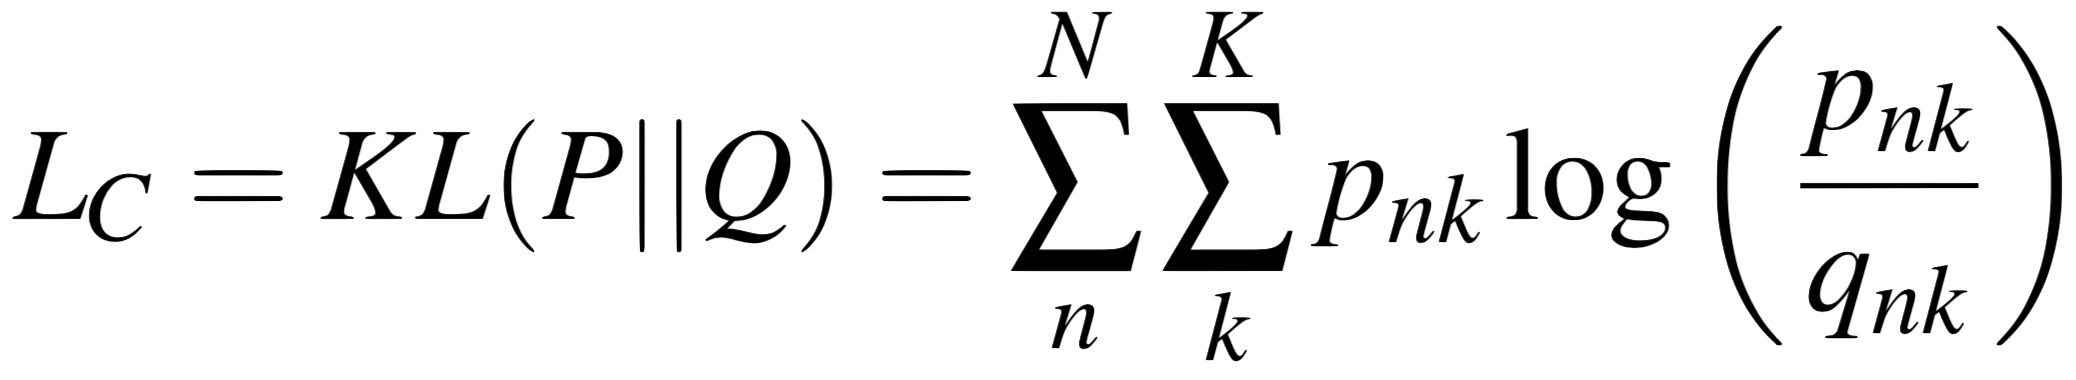 L_C = KL(P||Q) = \sum_{n}^{N} \sum_{k}^{K} p_{nk} \log \left( \frac{p_{nk}}{q_{nk}} \right)